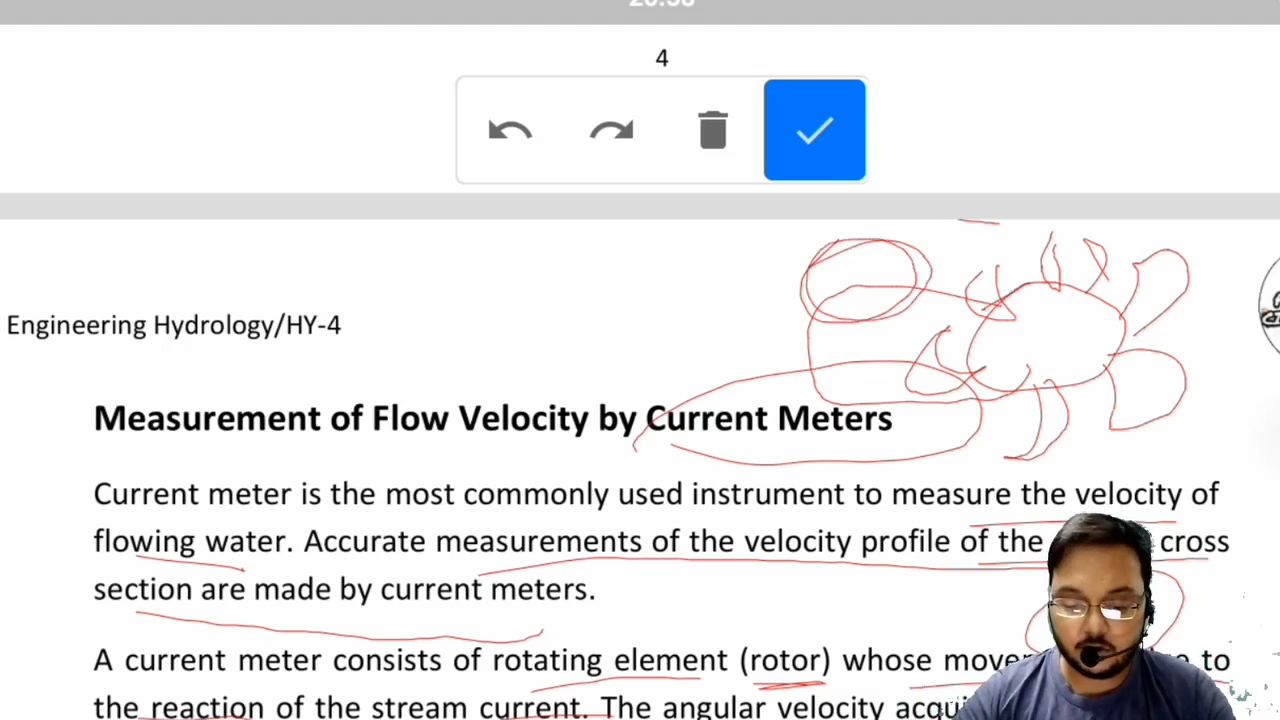 4
Engineering Hydrology/HY-4
Measurement of Flow Velocity by Current Meters
Current meter is the most commonly used instrument to measure the velocity of
flowing water. Accurate measurements of the velocity profile of the cross
section are made by current meters.
A current meter consists of rotating element (rotor) whose to
the reaction of the stream current. The angular velocity